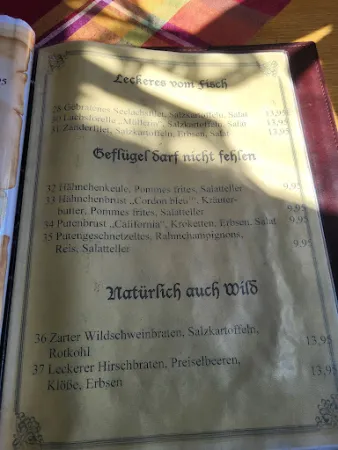 Leckeres vom Fisch
29 Gebratenes Seelachsfilet, Salzkartoffeln, Salat 13,95
30 Lachsforelle „Müllerin“, Salzkartoffeln, Salat 13,95
31 Zanderfilet, Salzkartoffeln, Erbsen, Salat 13,95
Geflügel darf nicht fehlen
32 Hähnchenkeule, Pommes frites, Salatteller 9,95
33 Hähnchenbrust „Cordon bleu“, Kräuter-
butter, Pommes frites, Salatteller 9,95
34 Putenbrust „California“, Kroketten, Erbsen, Salat 9,95
35 Putengeschnetzeltes, Rahmchampignons,
Reis, Salatteller 9,95
Natürlich auch Wild
36 Zarter Wildschweinbraten, Salzkartoffeln,
Rotkohl 13,95
37 Leckerer Hirschbraten, Preiselbeeren,
Klöße, Erbsen 13,95